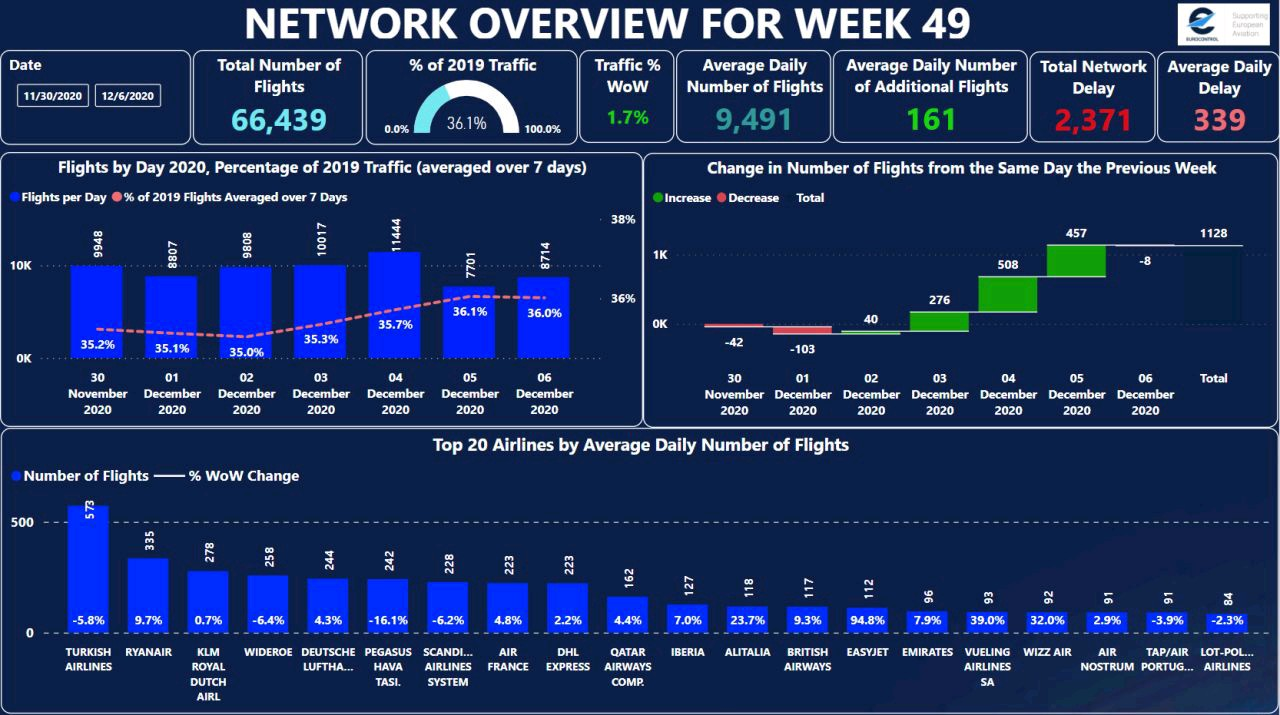 NETWORK OVERVIEW FOR WEEK 49
EUROCONTROL
Supporting
European
Aviation
Date
11/30/2020
12/6/2020
Total Number of
Flights
66,439
% of 2019 Traffic
0.0%
36.1%
100.0%
Traffic %
WoW
1.7%
Average Daily
Number of Flights
9,491
Average Daily Number
of Additional Flights
161
Total Network
Delay
2,371
Average Daily
Delay
339
Flights by Day 2020, Percentage of 2019 Traffic (averaged over 7 days)
Flights per Day % of 2019 Flights Averaged over 7 Days
38%
36%
10K
0K
9948
8807
9808
10017
11444
7701
8714
35.2%
35.1%
35.0%
35.3%
35.7%
36.1%
36.0%
30
November
2020
01
December
2020
02
December
2020
03
December
2020
04
December
2020
05
December
2020
06
December
2020
Change in Number of Flights from the Same Day the Previous Week
Increase Decrease Total
1K
0K
-42
-103
40
276
508
457
-8
1128
30
November
2020
01
December
2020
02
December
2020
03
December
2020
04
December
2020
05
December
2020
06
December
2020
Total
Top 20 Airlines by Average Daily Number of Flights
Number of Flights % WoW Change
500
0
573
335
278
258
244
242
228
223
223
162
127
118
117
112
96
93
92
91
91
84
-5.8%
9.7%
0.7%
-6.4%
4.3%
-16.1%
-6.2%
4.8%
2.2%
4.4%
7.0%
23.7%
9.3%
94.8%
7.9%
39.0%
32.0%
2.9%
-3.9%
-2.3%
TURKISH
AIRLINES
RYANAIR
KLM
ROYAL
DUTCH
AIRL
WIDEROE
DEUTSCHE
LUFTHA...
PEGASUS
HAVA
TASI.
SCANDI...
AIRLINES
SYSTEM
AIR
FRANCE
DHL
EXPRESS
QATAR
AIRWAYS
COMP.
IBERIA
ALITALIA
BRITISH
AIRWAYS
EASYJET
EMIRATES
VUELING
AIRLINES
SA
WIZZ AIR
AIR
NOSTRUM
TAP/AIR
PORTUG...
LOT-POL...
AIRLINES